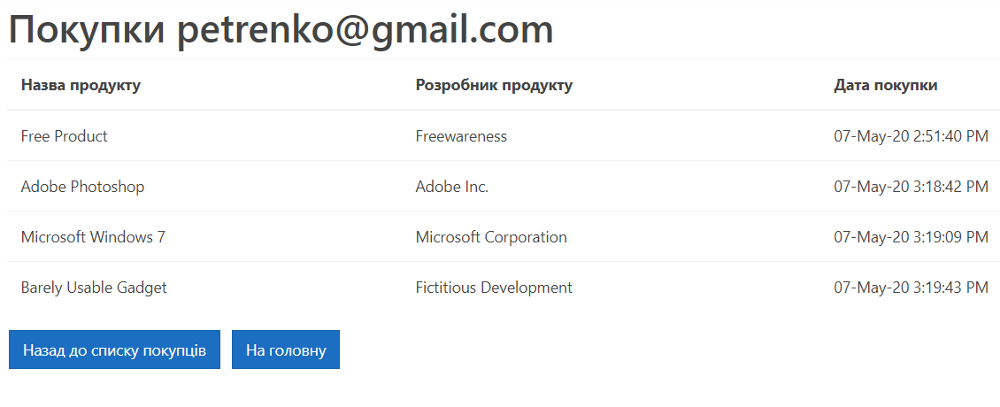 Покупки petrenko@gmail.com
Назва продукту Розробник продукту Дата покупки
Free Product Freewareness 07-May-20 2:51:40 PM
Adobe Photoshop Adobe Inc. 07-May-20 3:18:42 PM
Microsoft Windows 7 Microsoft Corporation 07-May-20 3:19:09 PM
Barely Usable Gadget Fictitious Development 07-May-20 3:19:43 PM
Назад до списку покупців На головну